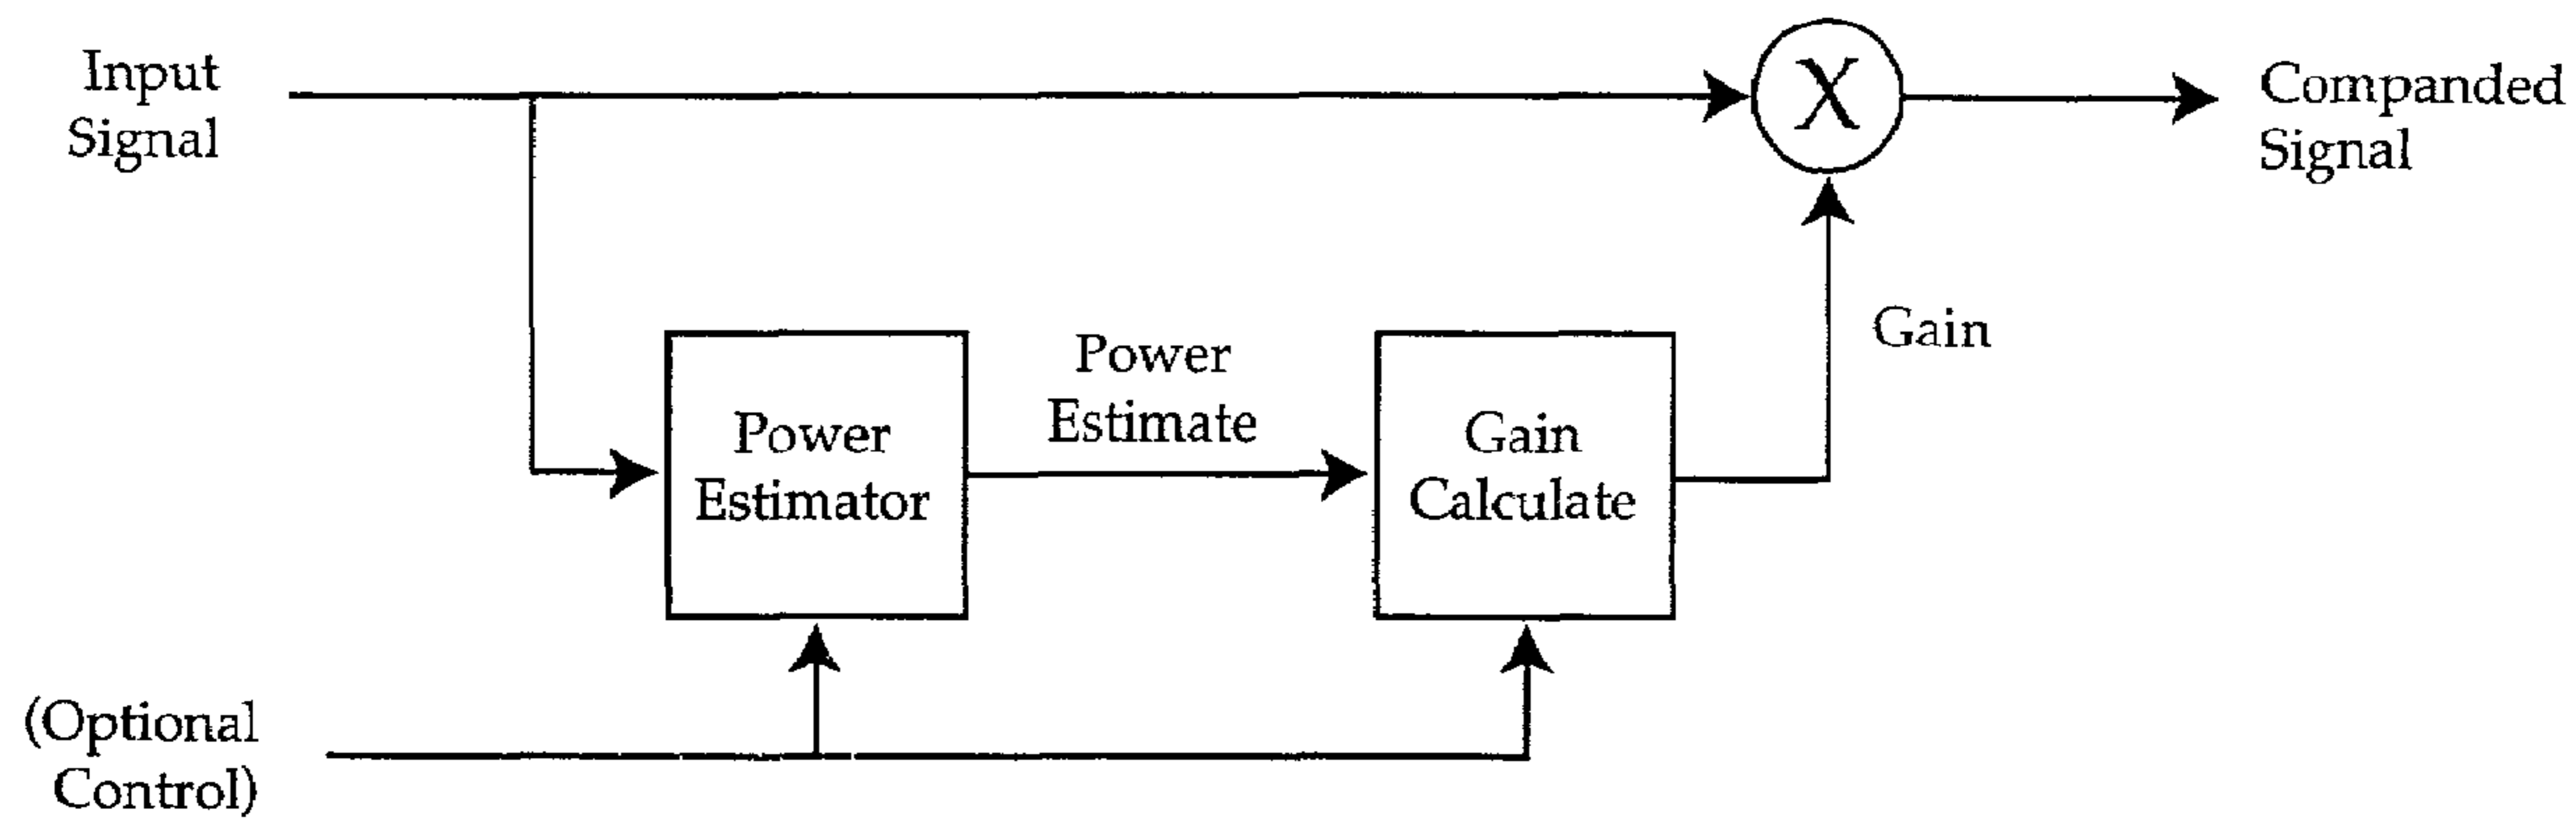 Input
Signal
X
Companded
Signal
Gain
Power
Estimate
Power
Estimator
Gain
Calculate
(Optional
Control)